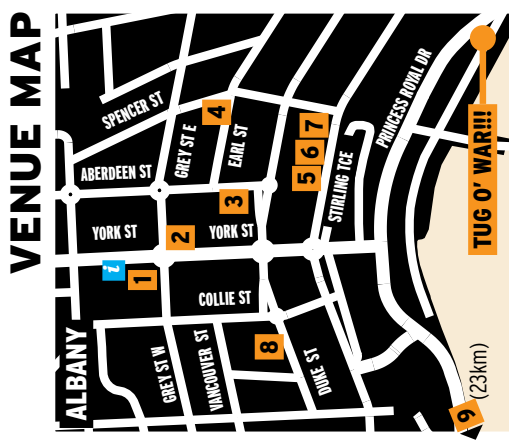 VENUE MAP
SPENCER ST
ABERDEEN ST
GREY ST E
EARL ST
4
PRINCESS ROYAL DR
STIRLING TCE
7
6
5
3
YORK ST
2
YORK ST
i
1
COLLIE ST
ALBANY
GREY ST W
VANCOUVER ST
8
DUKE ST
TUG O' WAR!!!
9
(23km)